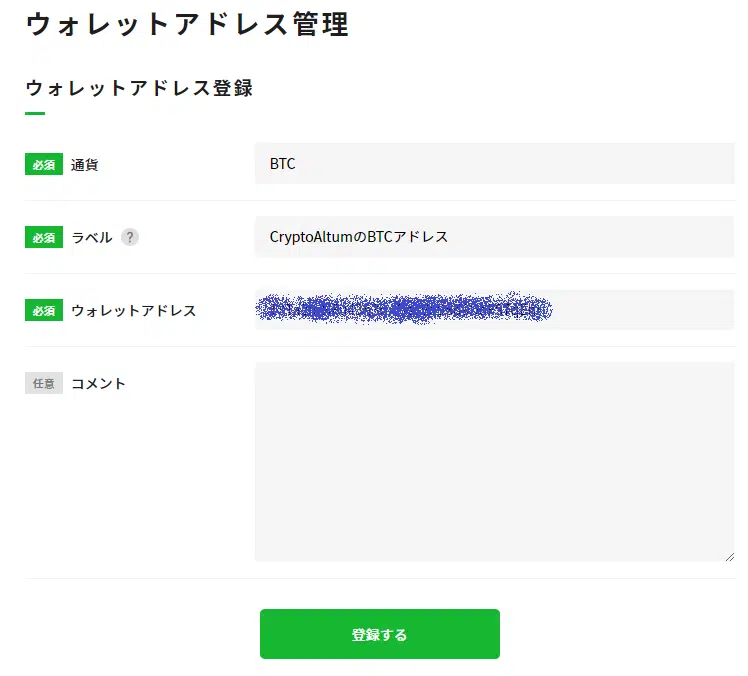 ウォレットアドレス管理
ウォレットアドレス登録
必須 通貨 BTC
必須 ラベル ? CryptoAltumのBTCアドレス
必須 ウォレットアドレス
任意 コメント
登録する